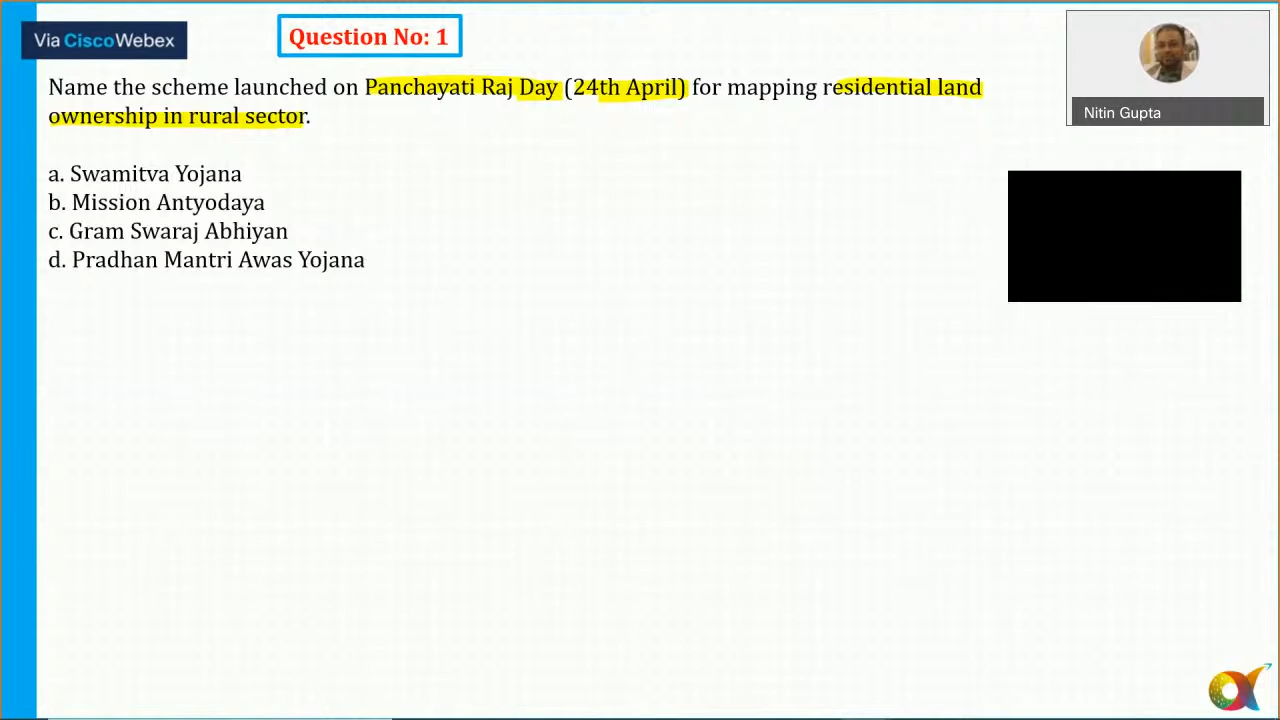 Via CiscoWebex
Question No: 1
Nitin Gupta
Name the scheme launched on Panchayati Raj Day (24th April) for mapping residential land
ownership in rural sector.
a. Swamitva Yojana
b. Mission Antyodaya
c. Gram Swaraj Abhiyan
d. Pradhan Mantri Awas Yojana